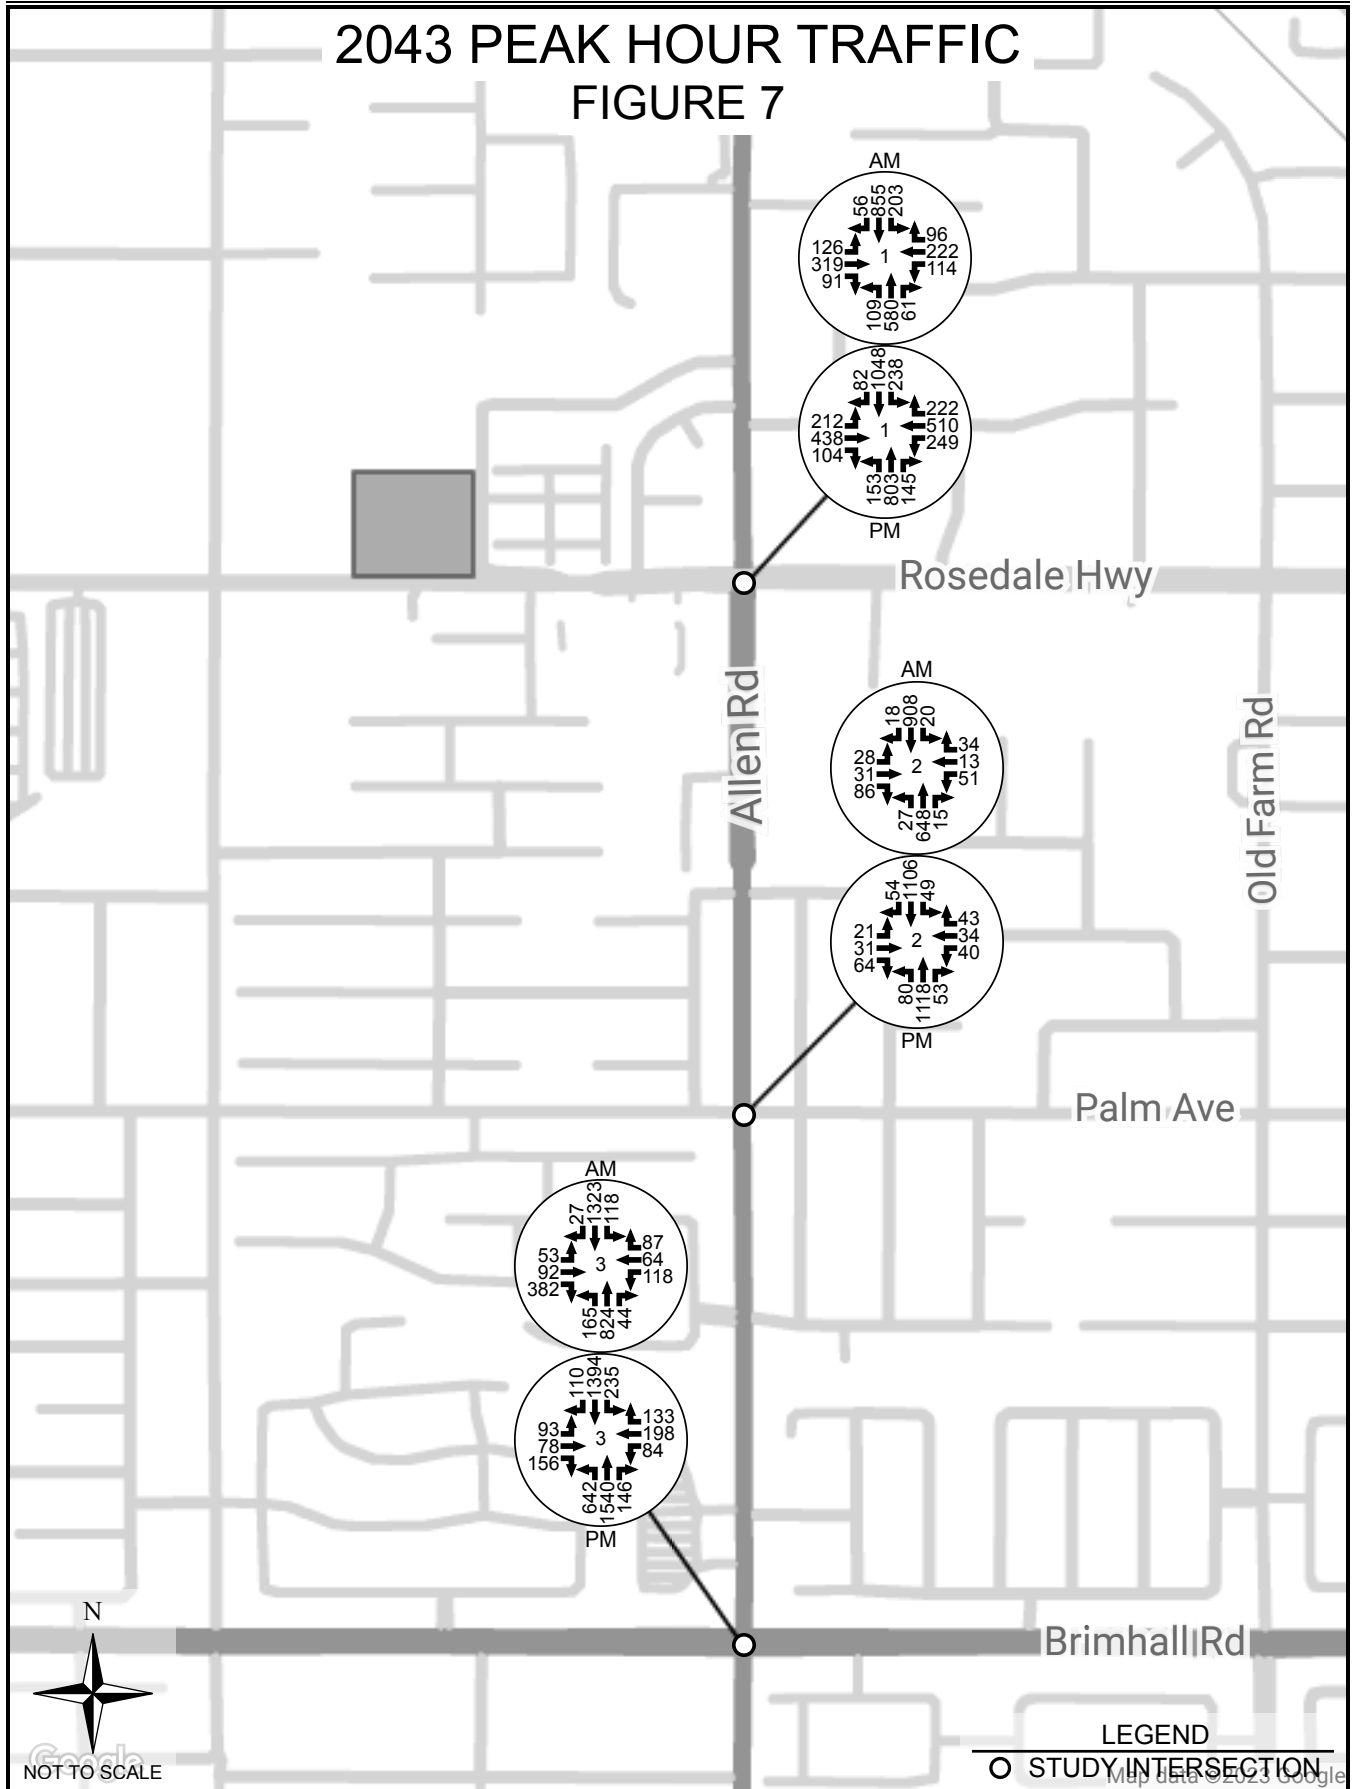 2043 PEAK HOUR TRAFFIC
FIGURE 7
AM
56 855 203
126 319 91
1
96 222 114
109 580 61
82 1048 238
212 438 104
1
222 510 249
153 803 145
PM
Rosedale Hwy
Allen Rd
Old Farm Rd
AM
18 908 20
28 31 86
2
34 13 51
27 648 15
54 1106 49
21 31 64
2
43 34 40
80 1118 53
PM
Palm Ave
AM
27 1323 118
53 92 382
3
87 64 118
165 824 44
110 1394 235
93 78 156
3
133 198 84
642 1540 146
PM
Brimhall Rd
N
Google
NOT TO SCALE
LEGEND
STUDY INTERSECTION
Map data ©2023 Google